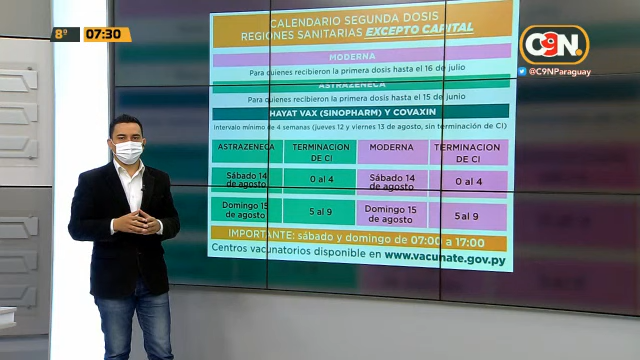 8º 07:30
C9N.
@C9NParaguay
CALENDARIO SEGUNDA DOSIS
REGIONES SANITARIAS EXCEPTO CAPITAL
MODERNA
Para quienes recibieron la primera dosis hasta el 16 de julio
ASTRAZENECA
Para quienes recibieron la primera dosis hasta el 15 de junio
HAYAT VAX (SINOPHARM) Y COVAXIN
Intervalo mínimo de 4 semanas (jueves 12 y viernes 13 de agosto, sin terminación de CI)
ASTRAZENECA TERMINACION MODERNA TERMINACION
DE CI DE CI
Sábado 14 0 al 4 Sábado 14 0 al 4
de agosto de agosto
Domingo 15 5 al 9 Domingo 15 5 al 9
de agosto de agosto
IMPORTANTE: sábado y domingo de 07:00 a 17:00
Centros vacunatorios disponible en www.vacunate.gov.py